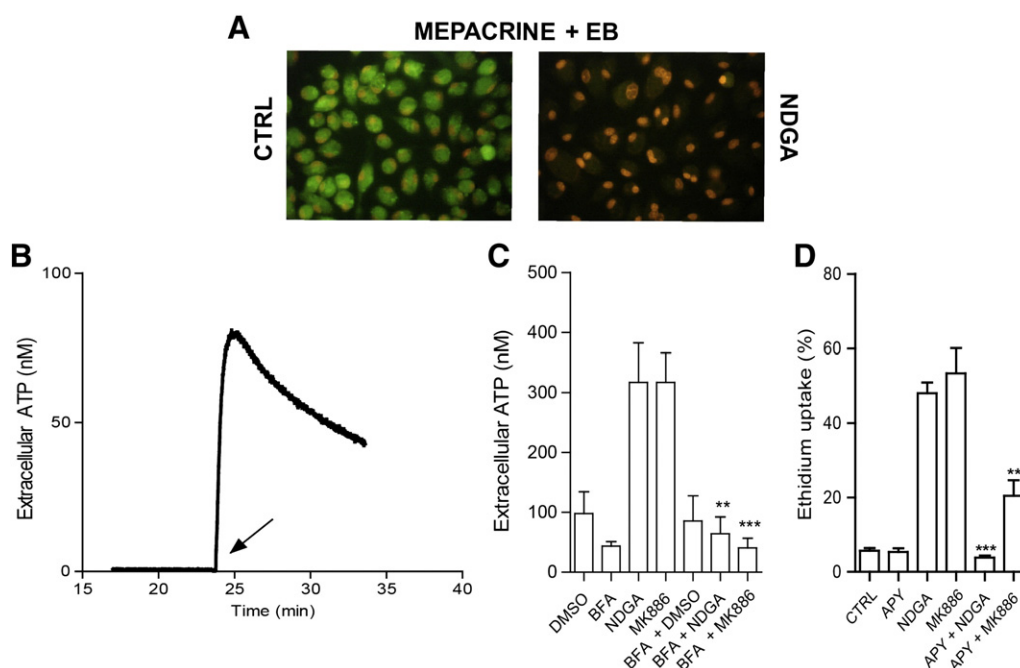 A
MEPACRINE + EB
CTRL
NDGA
B
Extracellular ATP (nM)
100
50
0
15
20
25
30
35
40
Time (min)
C
Extracellular ATP (nM)
500
400
300
200
100
0
**
***
DMSO
BFA
NDGA
MK886
BFA + DMSO
BFA + NDGA
BFA + MK886
D
Ethidium uptake (%)
80
60
40
20
0
***
**
CTRL
APY
NDGA
MK886
APY + NDGA
APY + MK886